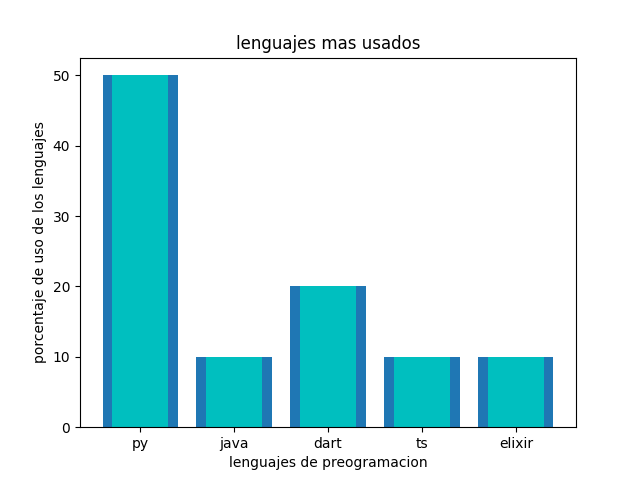 lenguajes mas usados
50
40
30
20
10
0
porcentaje de uso de los lenguajes
py java dart ts elixir
lenguajes de preogramacion